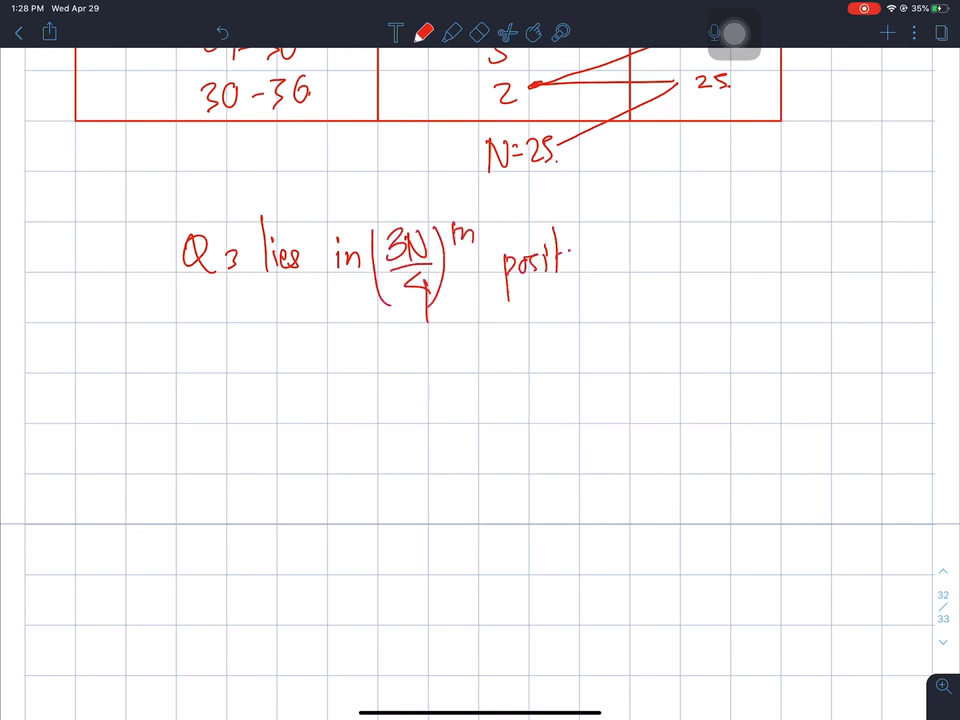 1:28 PM Wed Apr 29
35%
30-36 2 25.
N=25.
Q3 lies in (3N/4)th posit
32
/
33